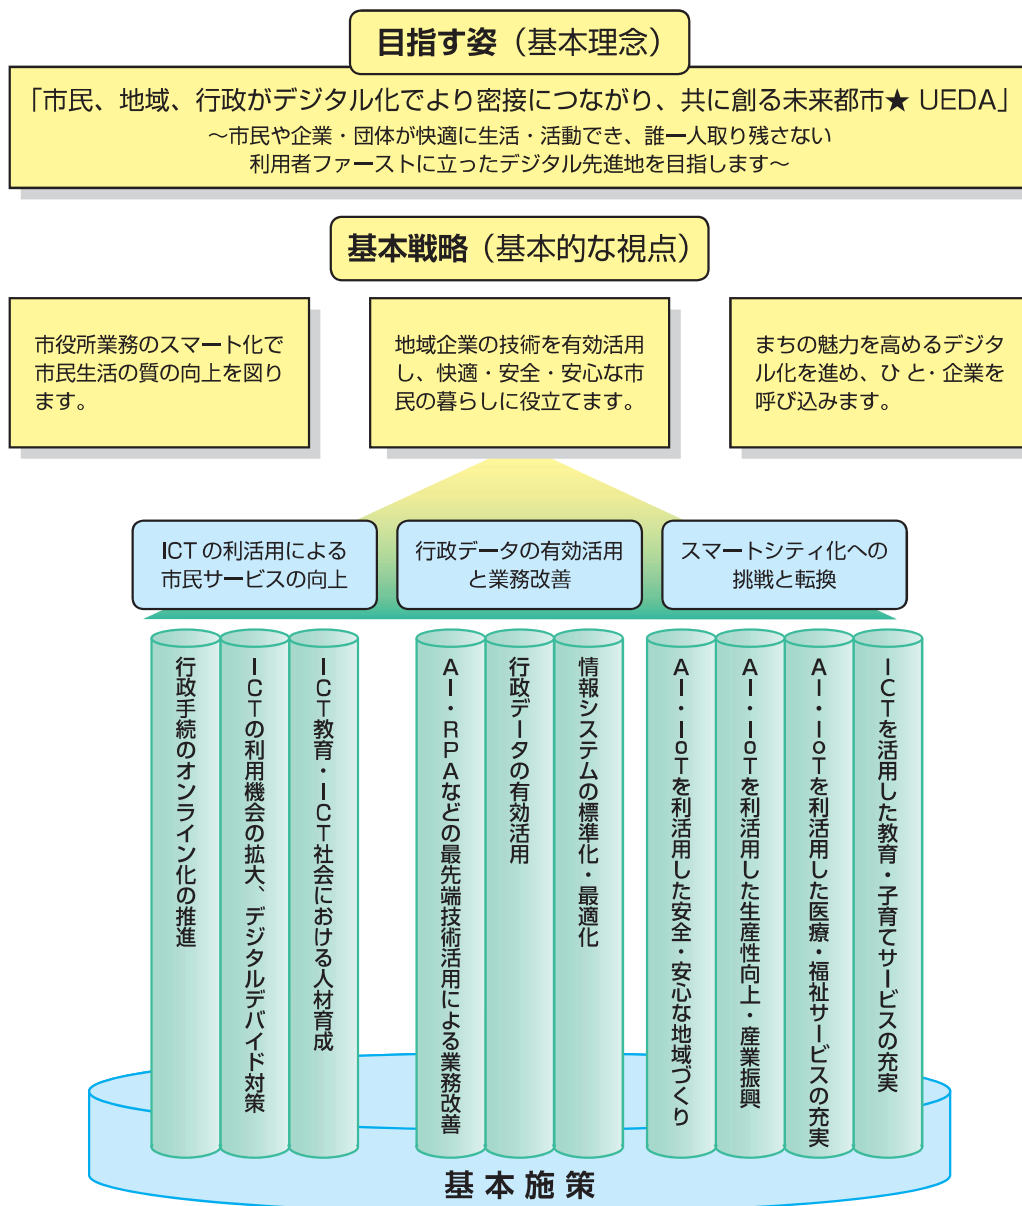 目指す姿（基本理念）
「市民、地域、行政がデジタル化でより密接につながり、共に創る未来都市★ UEDA」
～市民や企業・団体が快適に生活・活動でき、誰一人取り残さない
利用者ファーストに立ったデジタル先進地を目指します～
基本戦略（基本的な視点）
市役所業務のスマート化で
市民生活の質の向上を図り
ます。
地域企業の技術を有効活用
し、快適・安全・安心な市
民の暮らしに役立てます。
まちの魅力を高めるデジタ
ル化を進め、ひ と・企業を
呼び込みます。
ICT の利活用による
市民サービスの向上
行政データの有効活用
と業務改善
スマートシティ化への
挑戦と転換
行政手続のオンライン化の推進
ICTの利用機会の拡大、デジタルデバイド対策
ICT教育・ICT社会における人材育成
AI・RPAなどの最先端技術活用による業務改善
行政データの有効活用
情報システムの標準化・最適化
AI・IoTを利活用した安全・安心な地域づくり
AI・IoTを利活用した生産性向上・産業振興
AI・IoTを利活用した医療・福祉サービスの充実
ICTを活用した教育・子育てサービスの充実
基 本 施 策